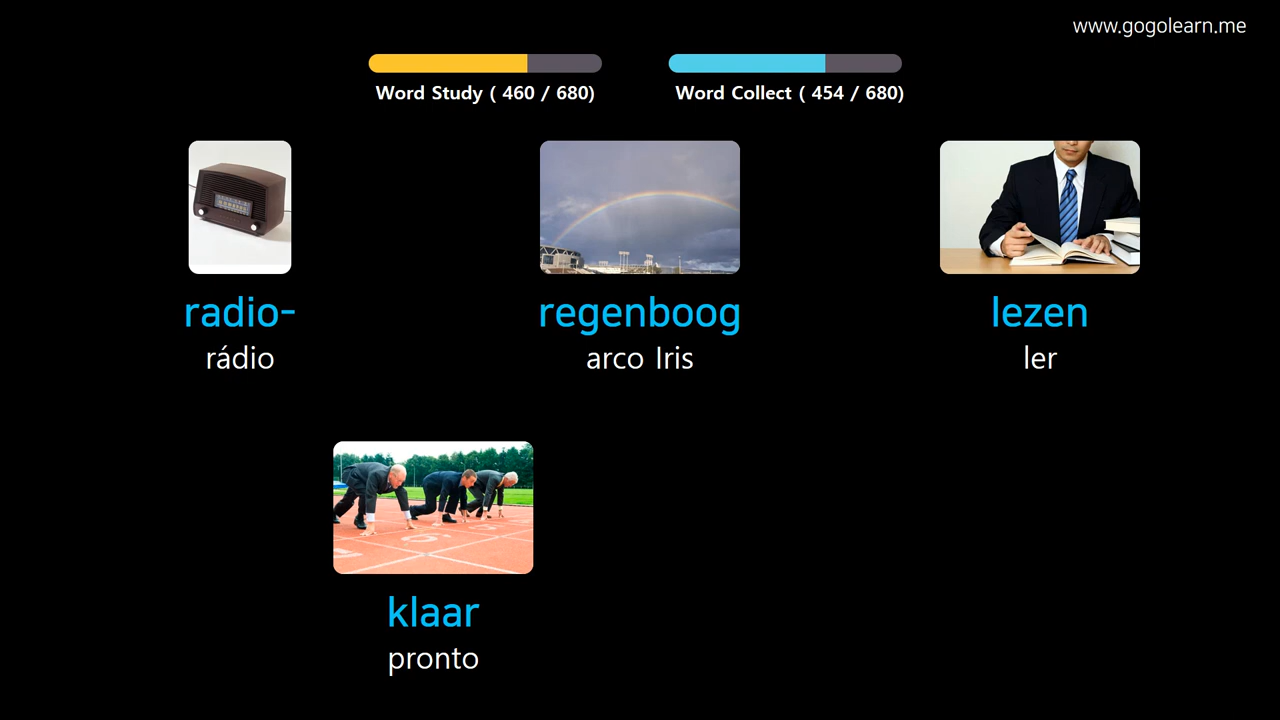 www.gogolearn.me
Word Study ( 460 / 680)
Word Collect ( 454 / 680)
radio-
rádio
regenboog
arco Iris
lezen
ler
klaar
pronto